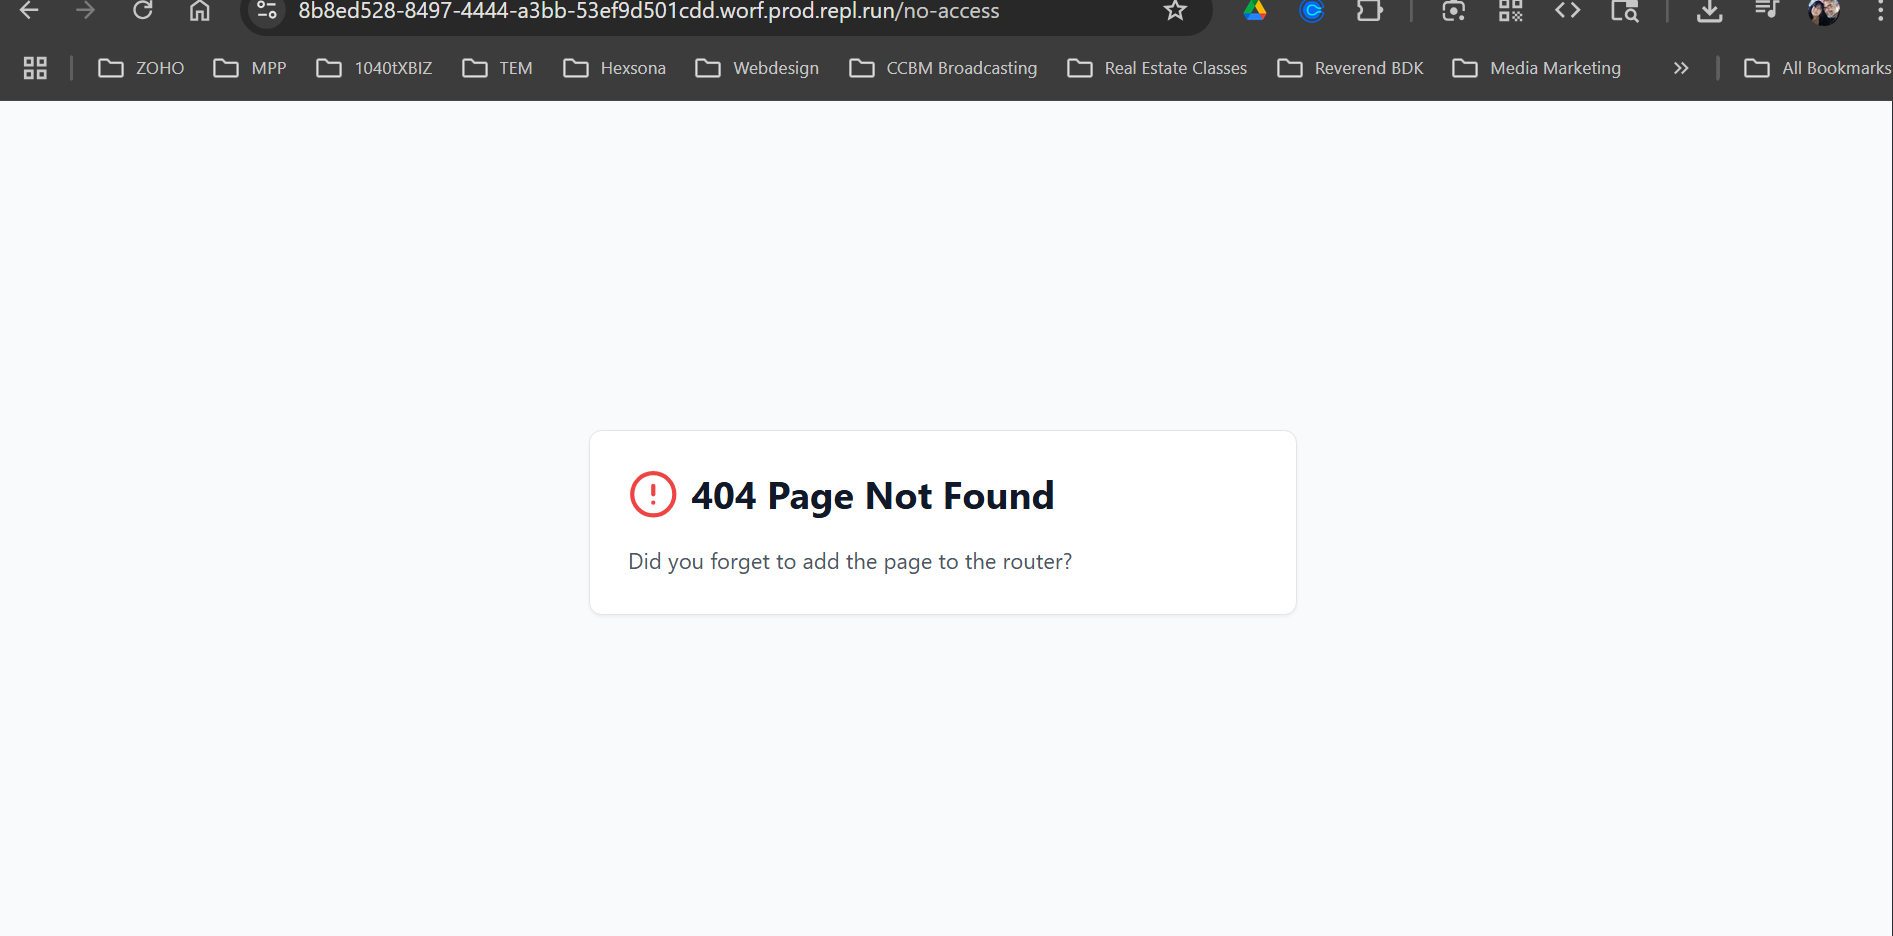 8b8ed528-8497-4444-a3bb-53ef9d501cdd.worf.prod.repl.run/no-access
ZOHO MPP 1040tXBIZ TEM Hexsona Webdesign CCBM Broadcasting Real Estate Classes Reverend BDK Media Marketing » All Bookmarks
404 Page Not Found
Did you forget to add the page to the router?